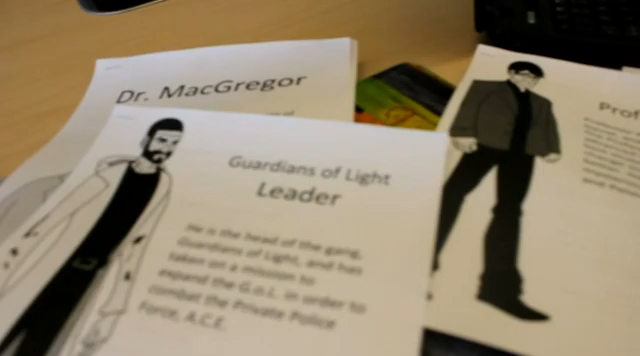 Dr. MacGregor
Guardians of Light
Leader
He is the head of the gang,
Guardians of Light, and has
taken on a mission to
expand the G.o.L. in order to
combat the Private Police
Force, A.C.E.
Prof